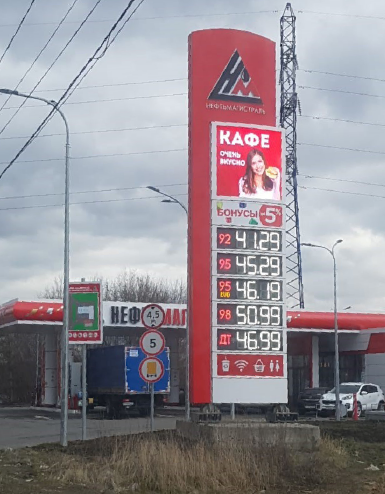 НМ
НЕФТЬМАГИСТРАЛЬ
КАФЕ
ОЧЕНЬ
ВКУСНО
БОНУСЫ -5%
92 41.29
95 45.29
95 46.19
98 50.99
ДТ 46.99
4,5
5